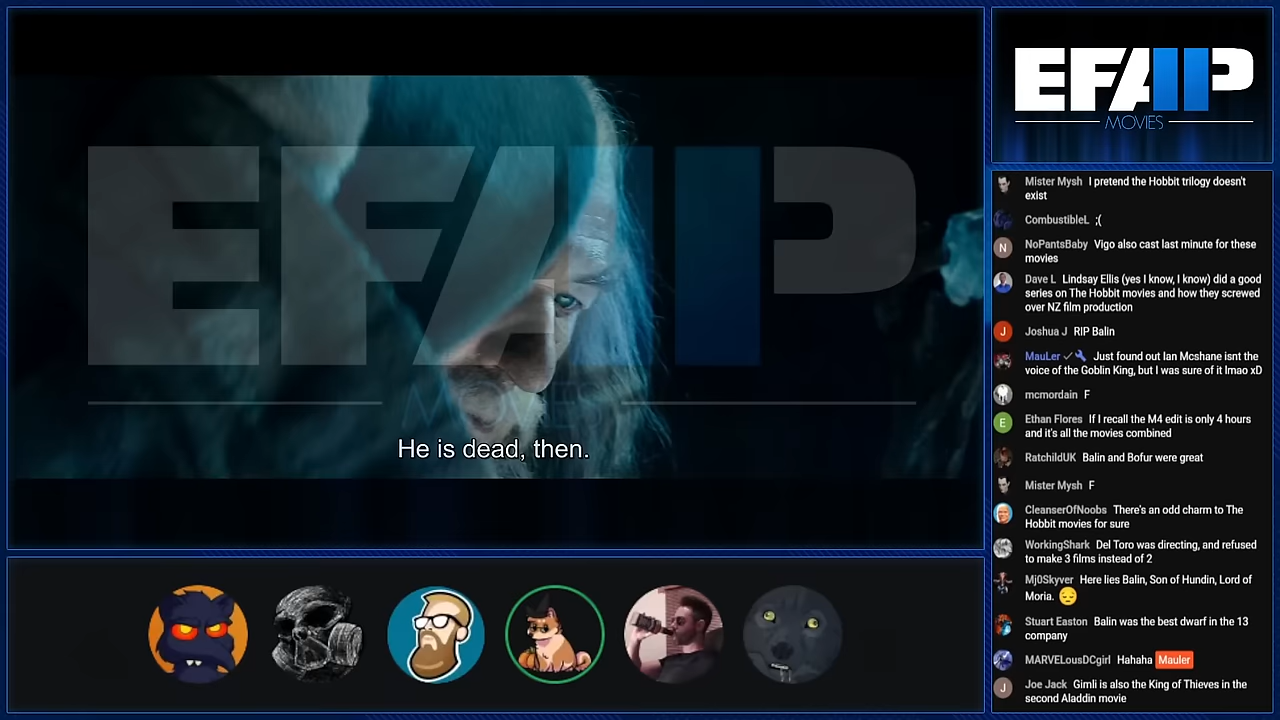 EFAP
MOVIES
He is dead, then.
EFAP
MOVIES
Mister Mysh I pretend the Hobbit trilogy doesn't
exist
CombustibleL ;(
N NoPantsBaby Vigo also cast last minute for these
movies
Dave L Lindsay Ellis (yes I know, I know) did a good
series on The Hobbit movies and how they screwed
over NZ film production
J Joshua J RIP Balin
MauLer Just found out Ian Mcshane isnt the
voice of the Goblin King, but I was sure of it lmao xD
mcmordain F
E Ethan Flores If I recall the M4 edit is only 4 hours
and it's all the movies combined
RatchildUK Balin and Bofur were great
Mister Mysh F
CleanserOfNoobs There's an odd charm to The
Hobbit movies for sure
WorkingShark Del Toro was directing, and refused
to make 3 films instead of 2
Mj0Skyver Here lies Balin, Son of Hundin, Lord of
Moria. 😔
Stuart Easton Balin was the best dwarf in the 13
company
MARVELousDCgirl Hahaha Mauler
J Joe Jack Gimli is also the King of Thieves in the
second Aladdin movie